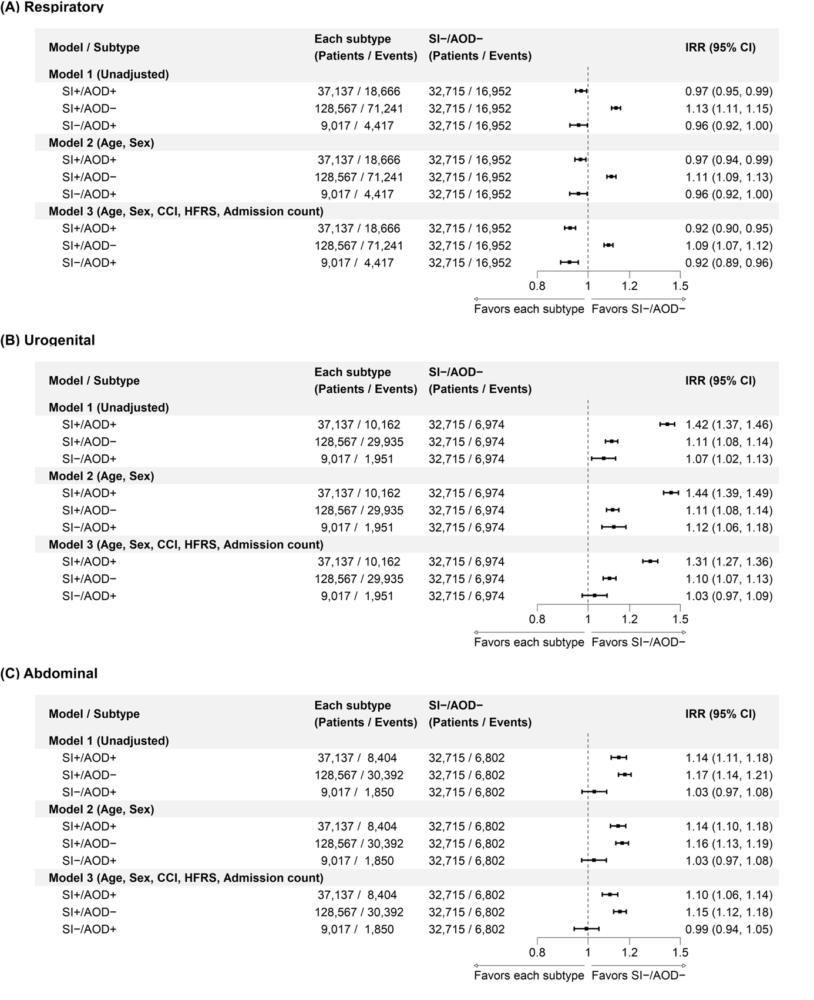 (A) Respiratory
Model / Subtype Each subtype (Patients / Events) SI−/AOD− (Patients / Events) IRR (95% CI)
Model 1 (Unadjusted)
SI+/AOD+ 37,137 / 18,666 32,715 / 16,952 0.97 (0.95, 0.99)
SI+/AOD− 128,567 / 71,241 32,715 / 16,952 1.13 (1.11, 1.15)
SI−/AOD+ 9,017 / 4,417 32,715 / 16,952 0.96 (0.92, 1.00)
Model 2 (Age, Sex)
SI+/AOD+ 37,137 / 18,666 32,715 / 16,952 0.97 (0.94, 0.99)
SI+/AOD− 128,567 / 71,241 32,715 / 16,952 1.11 (1.09, 1.13)
SI−/AOD+ 9,017 / 4,417 32,715 / 16,952 0.96 (0.92, 1.00)
Model 3 (Age, Sex, CCI, HFRS, Admission count)
SI+/AOD+ 37,137 / 18,666 32,715 / 16,952 0.92 (0.90, 0.95)
SI+/AOD− 128,567 / 71,241 32,715 / 16,952 1.09 (1.07, 1.12)
SI−/AOD+ 9,017 / 4,417 32,715 / 16,952 0.92 (0.89, 0.96)
0.8 1 1.2 1.5
Favors each subtype Favors SI−/AOD−
(B) Urogenital
Model / Subtype Each subtype (Patients / Events) SI−/AOD− (Patients / Events) IRR (95% CI)
Model 1 (Unadjusted)
SI+/AOD+ 37,137 / 10,162 32,715 / 6,974 1.42 (1.37, 1.46)
SI+/AOD− 128,567 / 29,935 32,715 / 6,974 1.11 (1.08, 1.14)
SI−/AOD+ 9,017 / 1,951 32,715 / 6,974 1.07 (1.02, 1.13)
Model 2 (Age, Sex)
SI+/AOD+ 37,137 / 10,162 32,715 / 6,974 1.44 (1.39, 1.49)
SI+/AOD− 128,567 / 29,935 32,715 / 6,974 1.11 (1.08, 1.14)
SI−/AOD+ 9,017 / 1,951 32,715 / 6,974 1.12 (1.06, 1.18)
Model 3 (Age, Sex, CCI, HFRS, Admission count)
SI+/AOD+ 37,137 / 10,162 32,715 / 6,974 1.31 (1.27, 1.36)
SI+/AOD− 128,567 / 29,935 32,715 / 6,974 1.10 (1.07, 1.13)
SI−/AOD+ 9,017 / 1,951 32,715 / 6,974 1.03 (0.97, 1.09)
0.8 1 1.2 1.5
Favors each subtype Favors SI−/AOD−
(C) Abdominal
Model / Subtype Each subtype (Patients / Events) SI−/AOD− (Patients / Events) IRR (95% CI)
Model 1 (Unadjusted)
SI+/AOD+ 37,137 / 8,404 32,715 / 6,802 1.14 (1.11, 1.18)
SI+/AOD− 128,567 / 30,392 32,715 / 6,802 1.17 (1.14, 1.21)
SI−/AOD+ 9,017 / 1,850 32,715 / 6,802 1.03 (0.97, 1.08)
Model 2 (Age, Sex)
SI+/AOD+ 37,137 / 8,404 32,715 / 6,802 1.14 (1.10, 1.18)
SI+/AOD− 128,567 / 30,392 32,715 / 6,802 1.16 (1.13, 1.19)
SI−/AOD+ 9,017 / 1,850 32,715 / 6,802 1.03 (0.97, 1.08)
Model 3 (Age, Sex, CCI, HFRS, Admission count)
SI+/AOD+ 37,137 / 8,404 32,715 / 6,802 1.10 (1.06, 1.14)
SI+/AOD− 128,567 / 30,392 32,715 / 6,802 1.15 (1.12, 1.18)
SI−/AOD+ 9,017 / 1,850 32,715 / 6,802 0.99 (0.94, 1.05)
0.8 1 1.2 1.5
Favors each subtype Favors SI−/AOD−